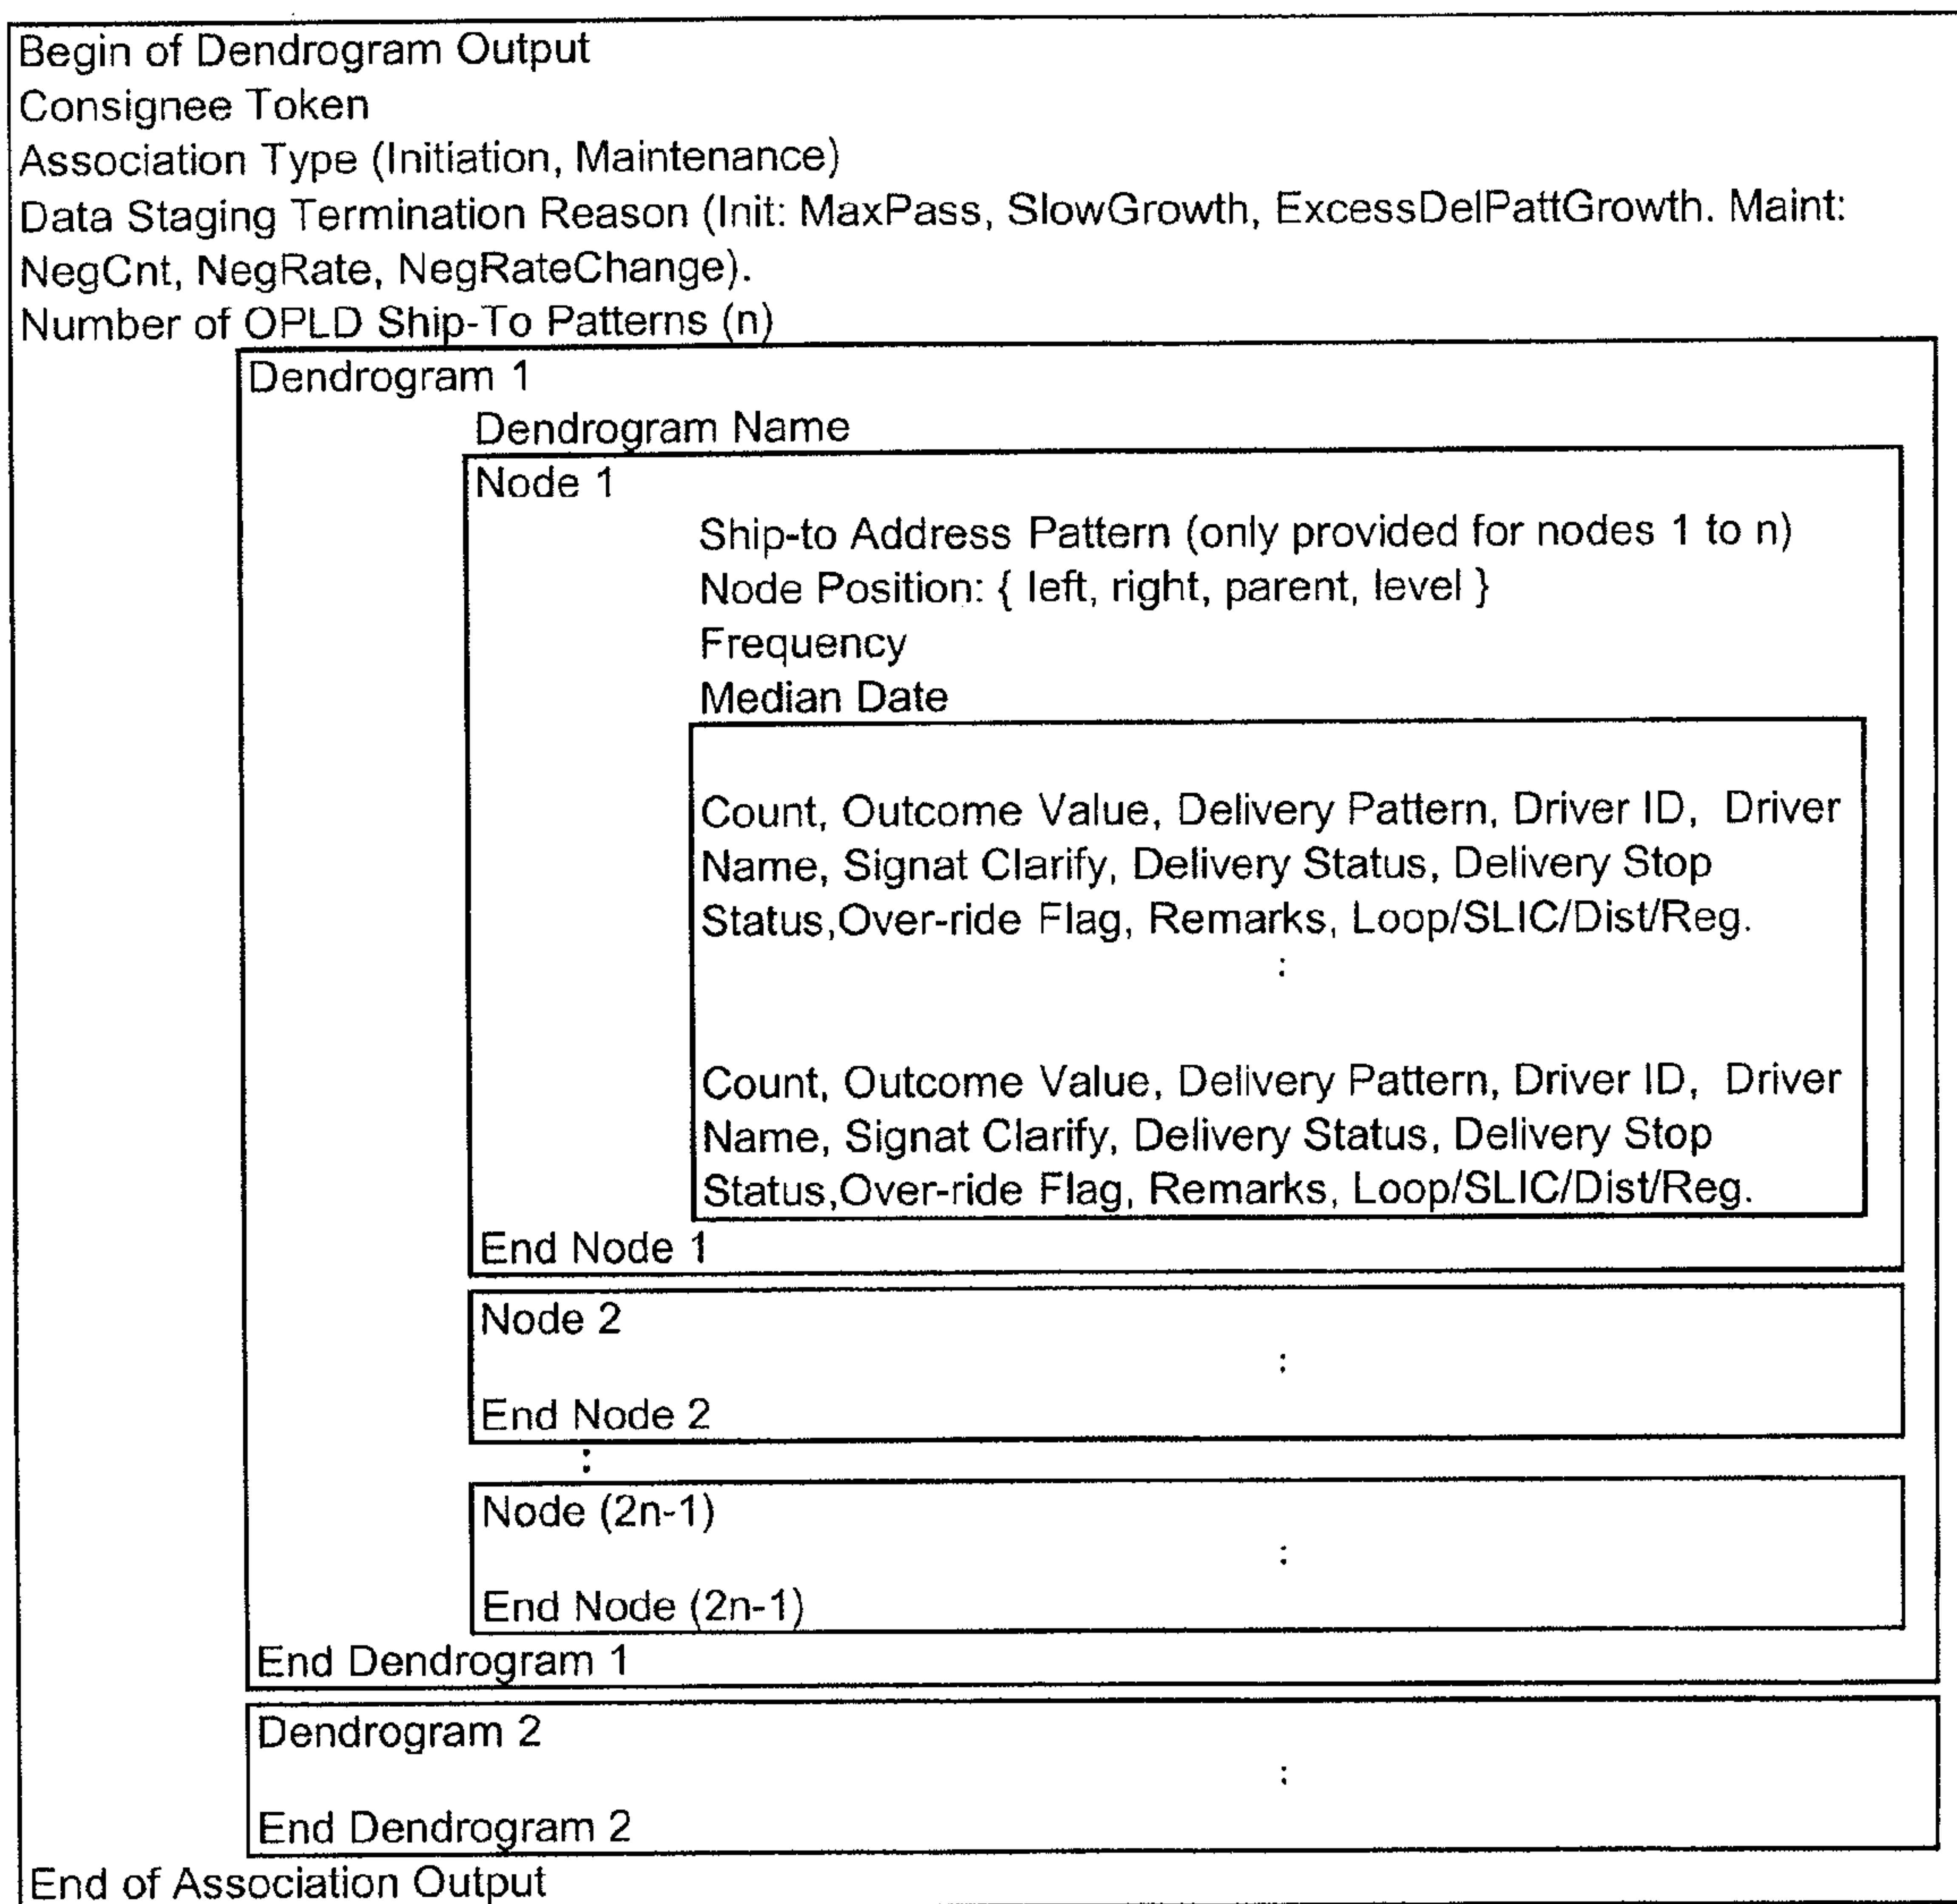 Begin of Dendrogram Output
Consignee Token
Association Type (Initiation, Maintenance)
Data Staging Termination Reason (Init: MaxPass, SlowGrowth, ExcessDelPattGrowth. Maint:
NegCnt, NegRate, NegRateChange).
Number of OPLD Ship-To Patterns (n)
Dendrogram 1
Dendrogram Name
Node 1
Ship-to Address Pattern (only provided for nodes 1 to n)
Node Position: { left, right, parent, level }
Frequency
Median Date
Count, Outcome Value, Delivery Pattern, Driver ID, Driver
Name, Signat Clarify, Delivery Status, Delivery Stop
Status,Over-ride Flag, Remarks, Loop/SLIC/Dist/Reg.
:
Count, Outcome Value, Delivery Pattern, Driver ID, Driver
Name, Signat Clarify, Delivery Status, Delivery Stop
Status,Over-ride Flag, Remarks, Loop/SLIC/Dist/Reg.
End Node 1
Node 2
:
End Node 2
:
Node (2n-1)
:
End Node (2n-1)
End Dendrogram 1
Dendrogram 2
:
End Dendrogram 2
End of Association Output